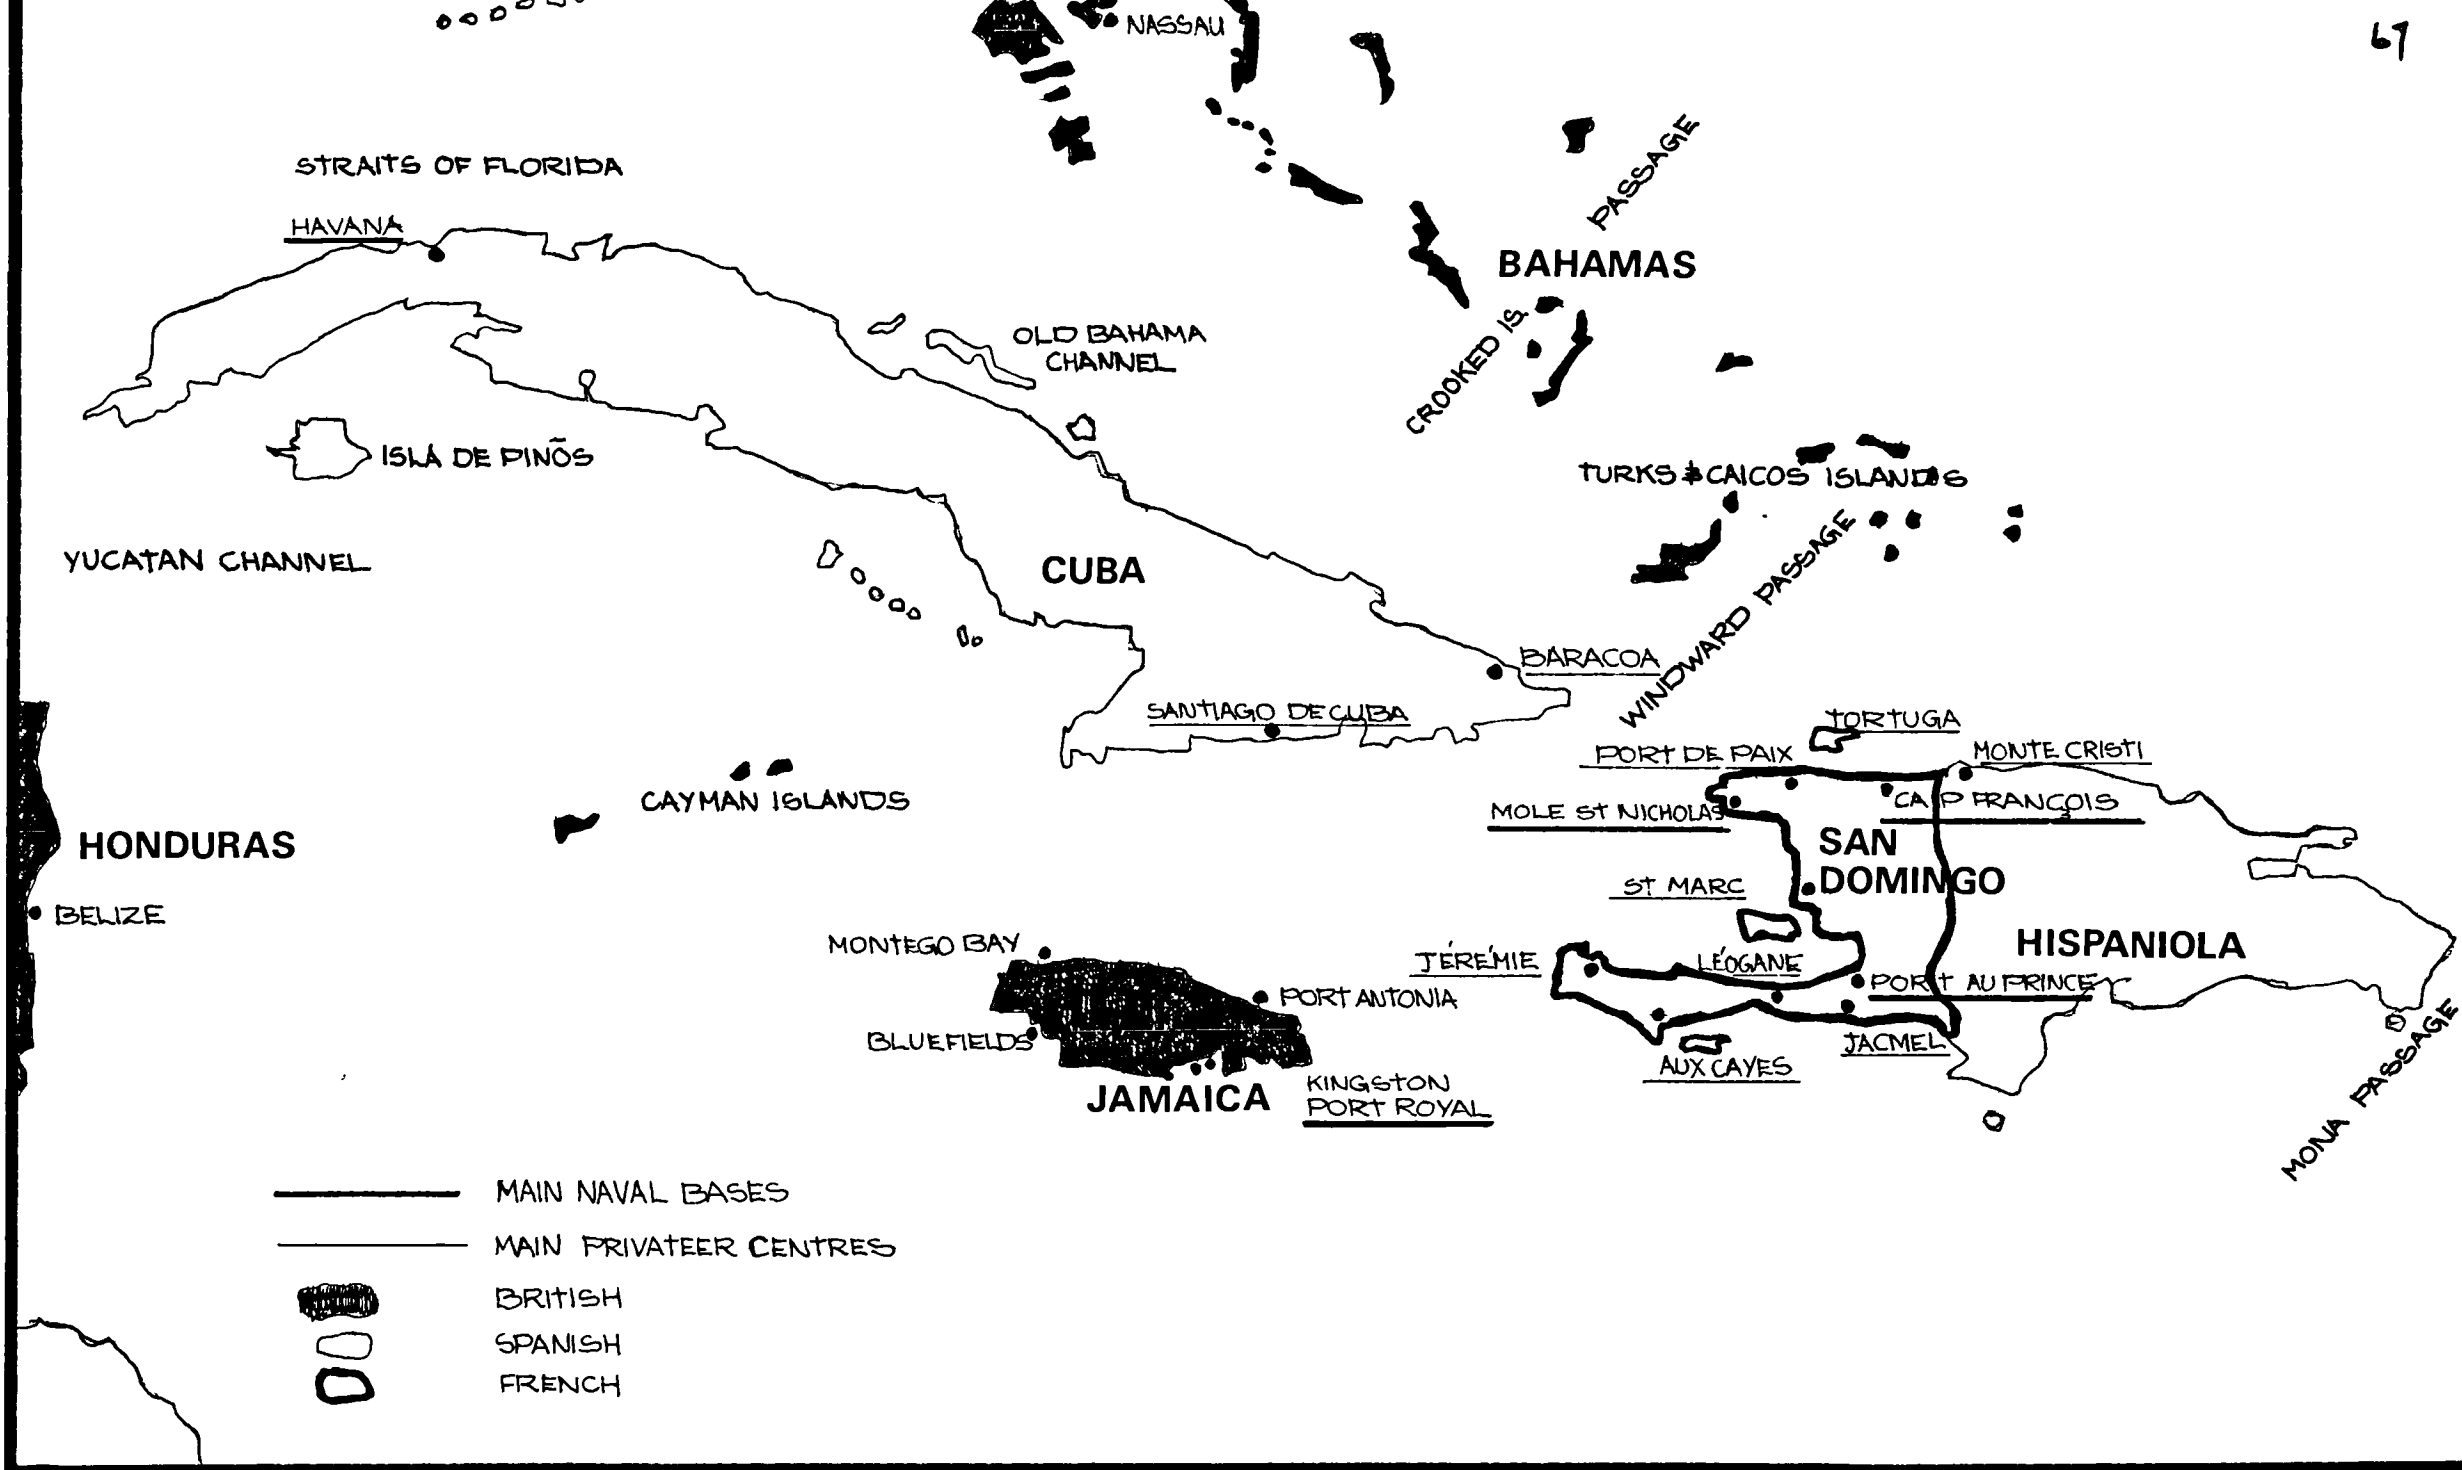 67
NASSAU
STRAITS OF FLORIDA
HAVANA
CROOKED IS. PASSAGE
BAHAMAS
OLD BAHAMA
CHANNEL
ISLA DE PINÕS
TURKS & CAICOS ISLANDS
YUCATAN CHANNEL
CUBA
WINDWARD PASSAGE
BARACOA
SANTIAGO DE CUBA
TORTUGA
PORT DE PAIX
MONTE CRISTI
CAYMAN ISLANDS
MOLE ST NICHOLAS
CAP FRANÇOIS
HONDURAS
SAN
DOMINGO
ST MARC
BELIZE
MONTEGO BAY
HISPANIOLA
JÉRÉMIE
LÉOGANE
PORT AU PRINCE
PORT ANTONIA
BLUEFIELDS
JACMEL
AUX CAYES
MONA PASSAGE
JAMAICA
KINGSTON
PORT ROYAL
MAIN NAVAL BASES
MAIN PRIVATEER CENTRES
BRITISH
SPANISH
FRENCH